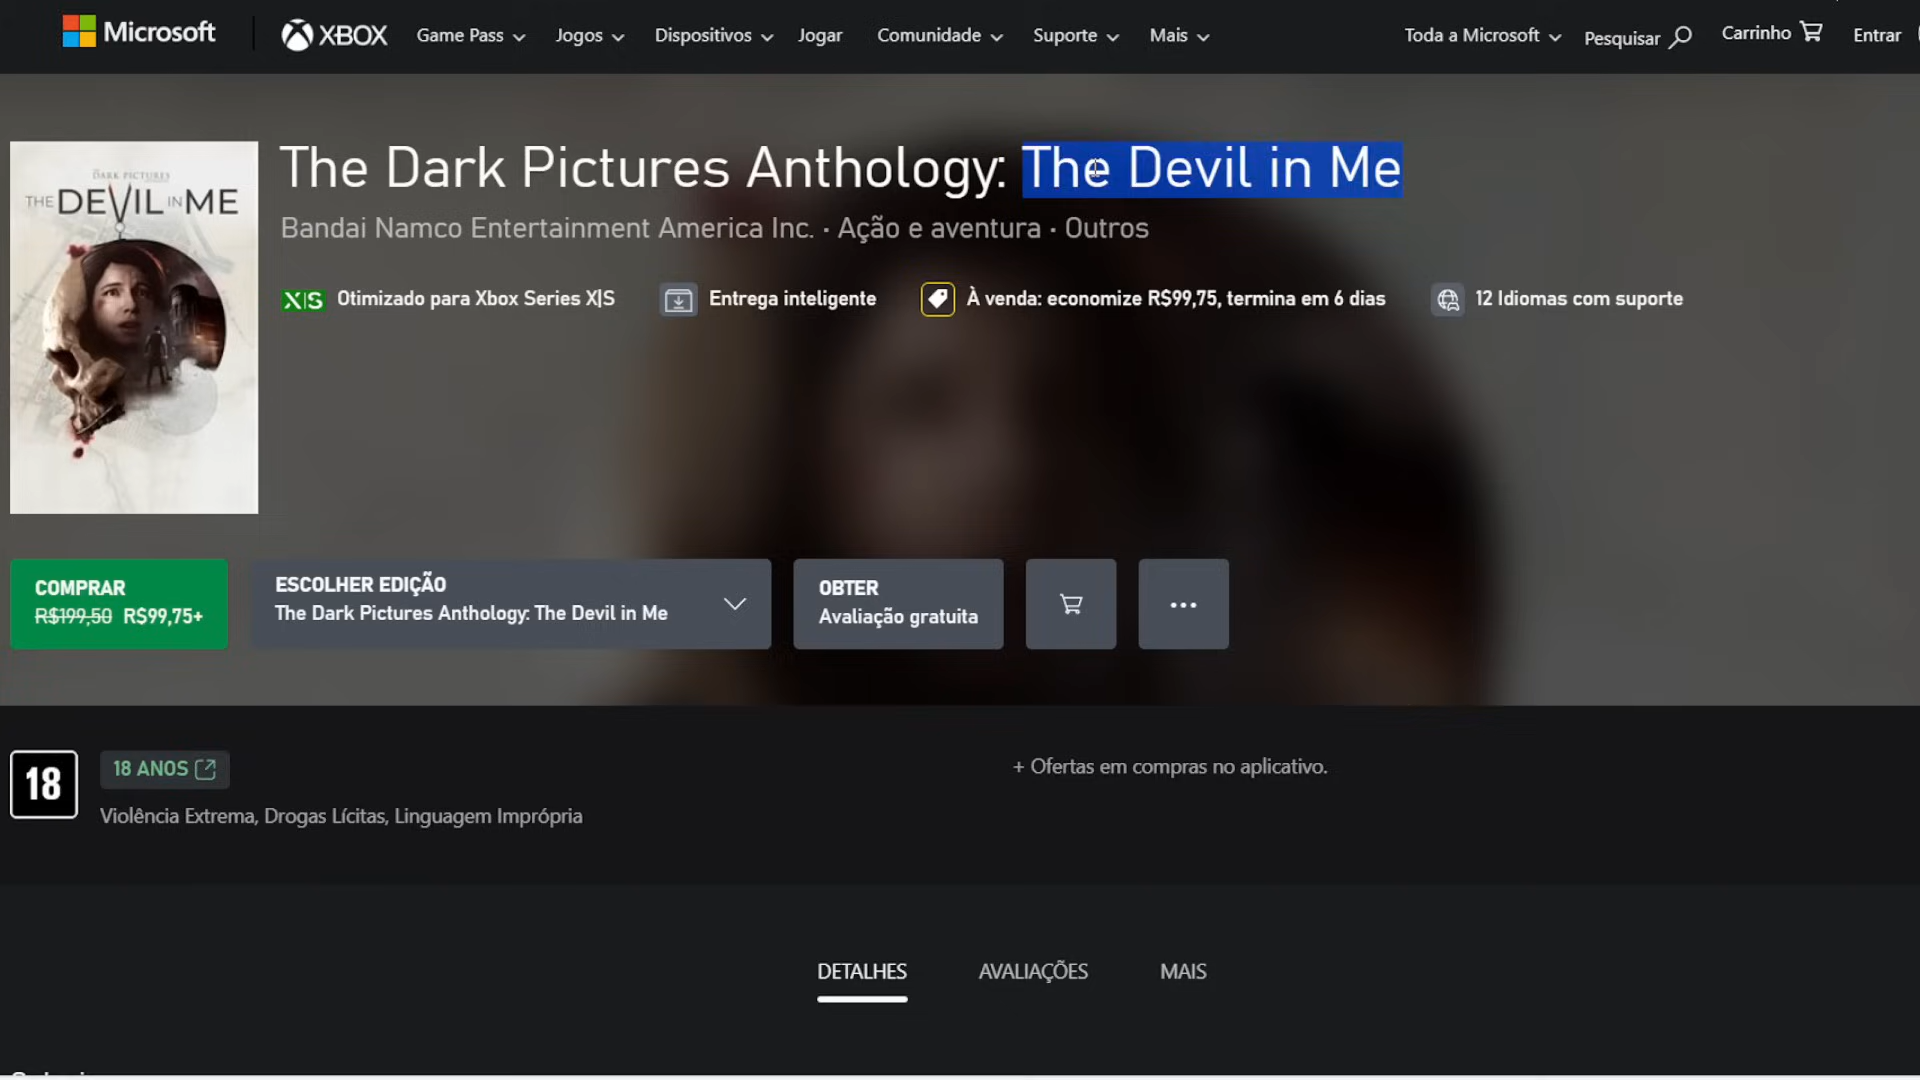 Microsoft
XBOX
Game Pass
Jogos
Dispositivos
Jogar
Comunidade
Suporte
Mais
Toda a Microsoft
Pesquisar
Carrinho
Entrar
THE DARK PICTURES
THE DEVIL IN ME
The Dark Pictures Anthology: The Devil in Me
Bandai Namco Entertainment America Inc. • Ação e aventura • Outros
X|S Otimizado para Xbox Series X|S
Entrega inteligente
À venda: economize R$99,75, termina em 6 dias
12 Idiomas com suporte
COMPRAR
R$199,50 R$99,75+
ESCOLHER EDIÇÃO
The Dark Pictures Anthology: The Devil in Me
OBTER
Avaliação gratuita
18
18 ANOS
Violência Extrema, Drogas Lícitas, Linguagem Imprópria
+ Ofertas em compras no aplicativo.
DETALHES
AVALIAÇÕES
MAIS